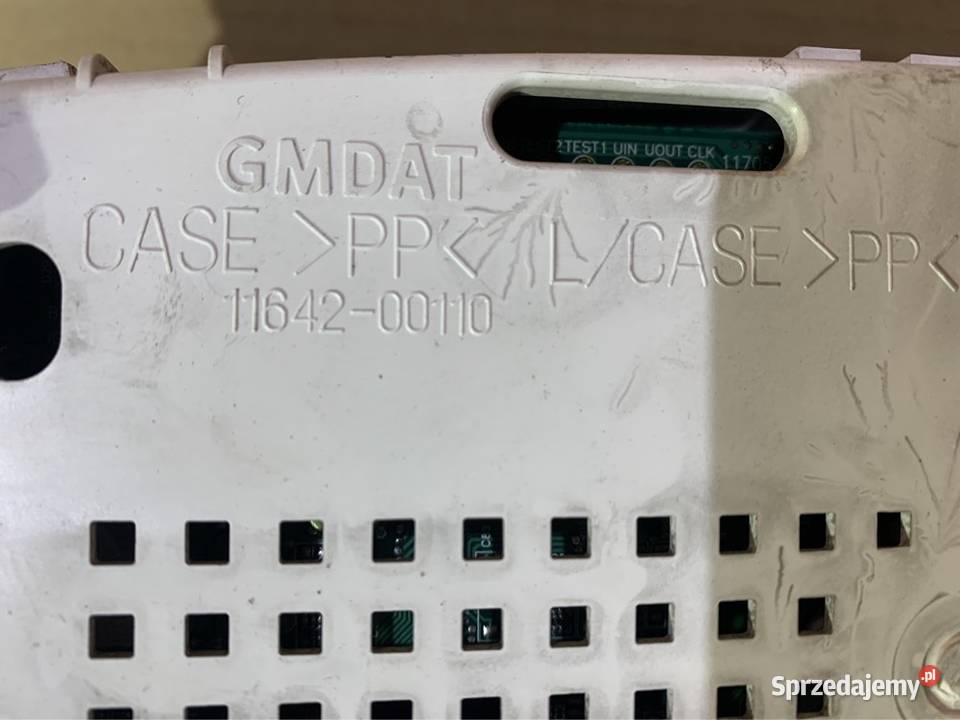 TEST1 UIN UOUT CLK
GMDAT
CASE >PP< L/CASE >PP<
11642-00110
Sprzedajemy.pl